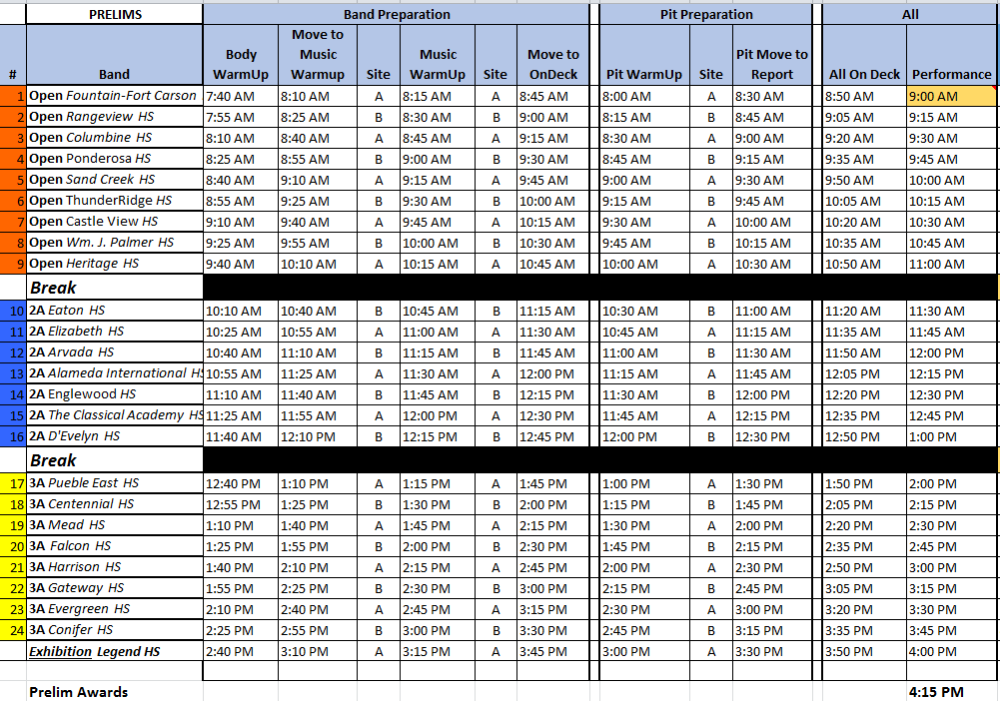 PRELIMS Band Preparation Pit Preparation All
# Band Body WarmUp Move to Music Warmup Site Music WarmUp Site Move to OnDeck Pit WarmUp Site Pit Move to Report All On Deck Performance
1 Open Fountain-Fort Carson 7:40 AM 8:10 AM A 8:15 AM A 8:45 AM 8:00 AM A 8:30 AM 8:50 AM 9:00 AM
2 Open Rangeview HS 7:55 AM 8:25 AM B 8:30 AM B 9:00 AM 8:15 AM B 8:45 AM 9:05 AM 9:15 AM
3 Open Columbine HS 8:10 AM 8:40 AM A 8:45 AM A 9:15 AM 8:30 AM A 9:00 AM 9:20 AM 9:30 AM
4 Open Ponderosa HS 8:25 AM 8:55 AM B 9:00 AM B 9:30 AM 8:45 AM B 9:15 AM 9:35 AM 9:45 AM
5 Open Sand Creek HS 8:40 AM 9:10 AM A 9:15 AM A 9:45 AM 9:00 AM A 9:30 AM 9:50 AM 10:00 AM
6 Open ThunderRidge HS 8:55 AM 9:25 AM B 9:30 AM B 10:00 AM 9:15 AM B 9:45 AM 10:05 AM 10:15 AM
7 Open Castle View HS 9:10 AM 9:40 AM A 9:45 AM A 10:15 AM 9:30 AM A 10:00 AM 10:20 AM 10:30 AM
8 Open Wm. J. Palmer HS 9:25 AM 9:55 AM B 10:00 AM B 10:30 AM 9:45 AM B 10:15 AM 10:35 AM 10:45 AM
9 Open Heritage HS 9:40 AM 10:10 AM A 10:15 AM A 10:45 AM 10:00 AM A 10:30 AM 10:50 AM 11:00 AM
Break
10 2A Eaton HS 10:10 AM 10:40 AM B 10:45 AM B 11:15 AM 10:30 AM B 11:00 AM 11:20 AM 11:30 AM
11 2A Elizabeth HS 10:25 AM 10:55 AM A 11:00 AM A 11:30 AM 10:45 AM A 11:15 AM 11:35 AM 11:45 AM
12 2A Arvada HS 10:40 AM 11:10 AM B 11:15 AM B 11:45 AM 11:00 AM B 11:30 AM 11:50 AM 12:00 PM
13 2A Alameda International HS 10:55 AM 11:25 AM A 11:30 AM A 12:00 PM 11:15 AM A 11:45 AM 12:05 PM 12:15 PM
14 2A Englewood HS 11:10 AM 11:40 AM B 11:45 AM B 12:15 PM 11:30 AM B 12:00 PM 12:20 PM 12:30 PM
15 2A The Classical Academy HS 11:25 AM 11:55 AM A 12:00 PM A 12:30 PM 11:45 AM A 12:15 PM 12:35 PM 12:45 PM
16 2A D'Evelyn HS 11:40 AM 12:10 PM B 12:15 PM B 12:45 PM 12:00 PM B 12:30 PM 12:50 PM 1:00 PM
Break
17 3A Pueble East HS 12:40 PM 1:10 PM A 1:15 PM A 1:45 PM 1:00 PM A 1:30 PM 1:50 PM 2:00 PM
18 3A Centennial HS 12:55 PM 1:25 PM B 1:30 PM B 2:00 PM 1:15 PM B 1:45 PM 2:05 PM 2:15 PM
19 3A Mead HS 1:10 PM 1:40 PM A 1:45 PM A 2:15 PM 1:30 PM A 2:00 PM 2:20 PM 2:30 PM
20 3A Falcon HS 1:25 PM 1:55 PM B 2:00 PM B 2:30 PM 1:45 PM B 2:15 PM 2:35 PM 2:45 PM
21 3A Harrison HS 1:40 PM 2:10 PM A 2:15 PM A 2:45 PM 2:00 PM A 2:30 PM 2:50 PM 3:00 PM
22 3A Gateway HS 1:55 PM 2:25 PM B 2:30 PM B 3:00 PM 2:15 PM B 2:45 PM 3:05 PM 3:15 PM
23 3A Evergreen HS 2:10 PM 2:40 PM A 2:45 PM A 3:15 PM 2:30 PM A 3:00 PM 3:20 PM 3:30 PM
24 3A Conifer HS 2:25 PM 2:55 PM B 3:00 PM B 3:30 PM 2:45 PM B 3:15 PM 3:35 PM 3:45 PM
Exhibition Legend HS 2:40 PM 3:10 PM A 3:15 PM A 3:45 PM 3:00 PM A 3:30 PM 3:50 PM 4:00 PM
Prelim Awards 4:15 PM